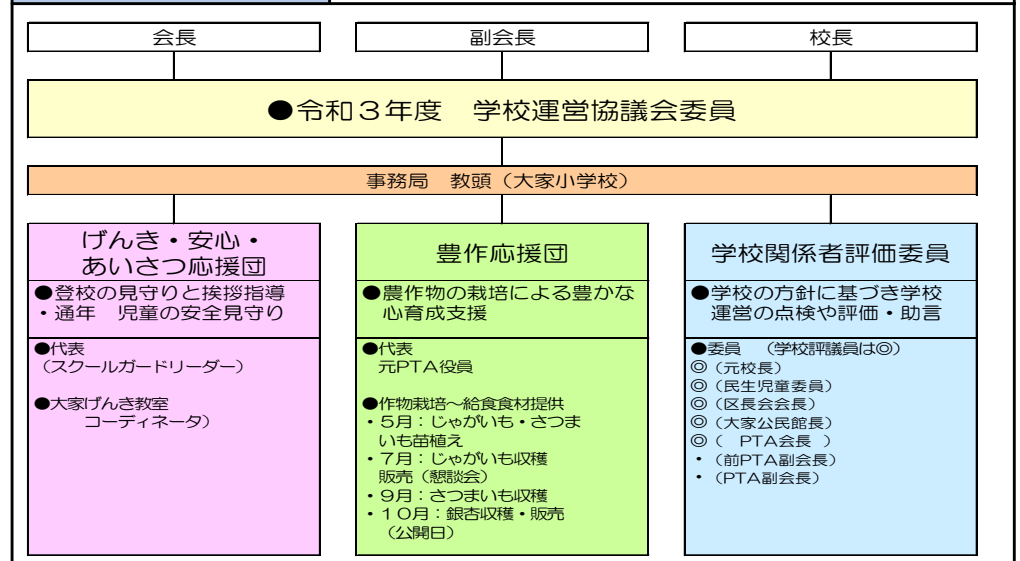 会長
副会長
校長
●令和3年度　学校運営協議会委員
事務局　教頭（大家小学校）
げんき・安心・
あいさつ応援団
●登校の見守りと挨拶指導
・通年　児童の安全見守り
●代表
（スクールガードリーダー）
●大家げんき教室
コーディネータ）
豊作応援団
●農作物の栽培による豊かな
心育成支援
●代表
元PTA役員
●作物栽培～給食食材提供
・5月：じゃがいも・さつま
いも苗植え
・7月：じゃがいも収穫
販売（懇談会）
・9月：さつまいも収穫
・10月：銀杏収穫・販売
（公開日）
学校関係者評価委員
●学校の方針に基づき学校
運営の点検や評価・助言
●委員　（学校評議員は◎）
◎（元校長）
◎（民生児童委員）
◎（区長会会長）
◎（大家公民館長）
◎（　PTA会長　）
・（前PTA副会長）
・（PTA副会長）